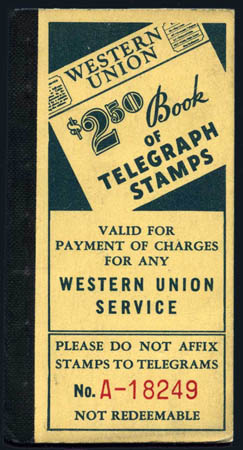 WESTERN
UNION
$2.50 Book
OF
TELEGRAPH
STAMPS
VALID FOR
PAYMENT OF CHARGES
FOR ANY
WESTERN UNION
SERVICE
PLEASE DO NOT AFFIX
STAMPS TO TELEGRAMS
No. A-18249
NOT REDEEMABLE